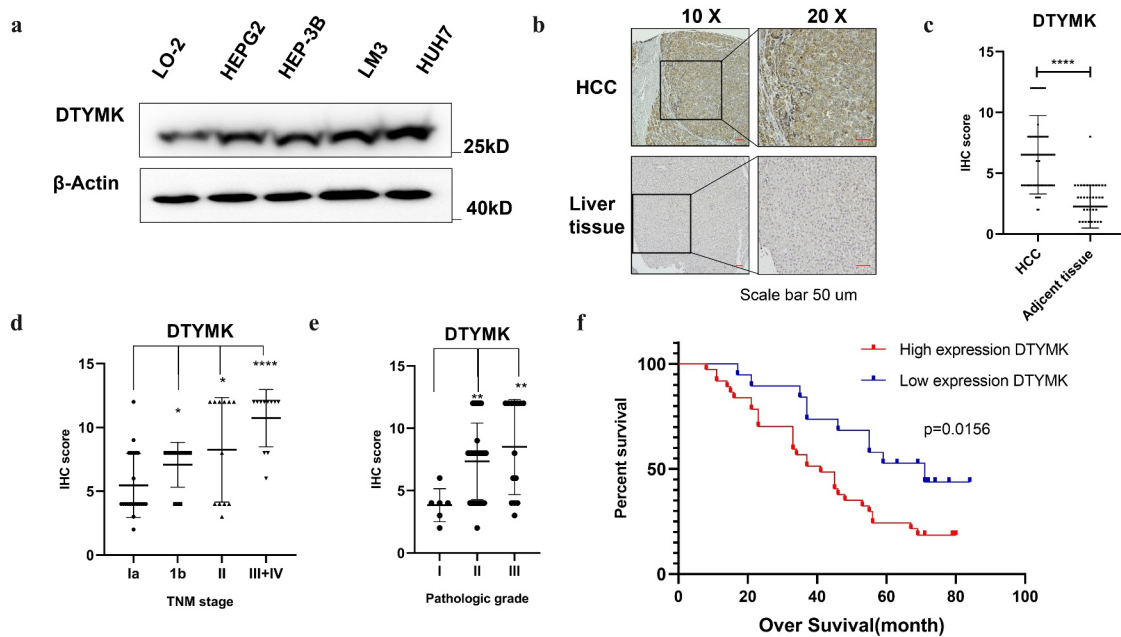 a
LO-2
HEPG2
HEP-3B
LM3
HUH7
DTYMK
25kD
β-Actin
40kD
b
10 X
20 X
HCC
Liver
tissue
Scale bar 50 um
c
DTYMK
****
15
10
5
0
IHC score
HCC
Adjcent tissue
d
DTYMK
*
*
****
15
10
5
0
IHC score
Ia
1b
II
III+IV
TNM stage
e
DTYMK
**
**
15
10
5
0
IHC score
I
II
III
Pathologic grade
f
High expression DTYMK
Low expression DTYMK
p=0.0156
100
50
0
Percent survival
0 20 40 60 80 100
Over Suvival(month)